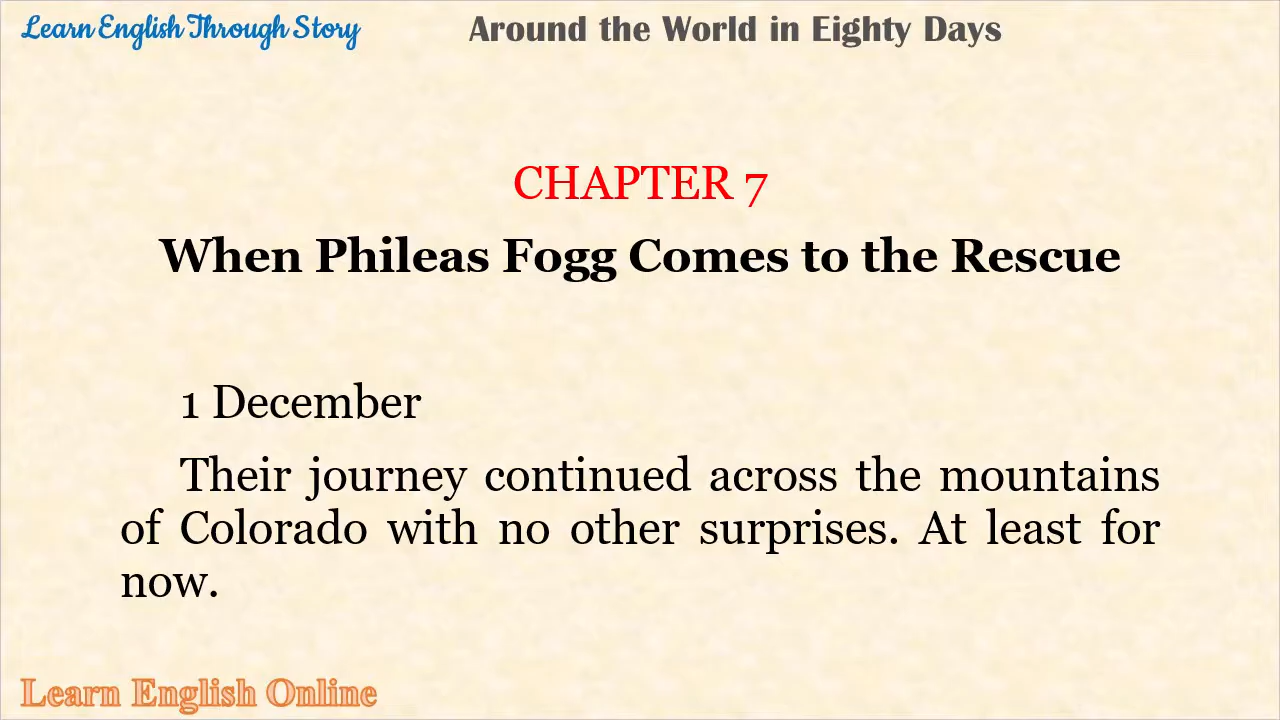 Learn English Through Story
Around the World in Eighty Days
CHAPTER 7
When Phileas Fogg Comes to the Rescue
1 December
Their journey continued across the mountains
of Colorado with no other surprises. At least for
now.
Learn English Online